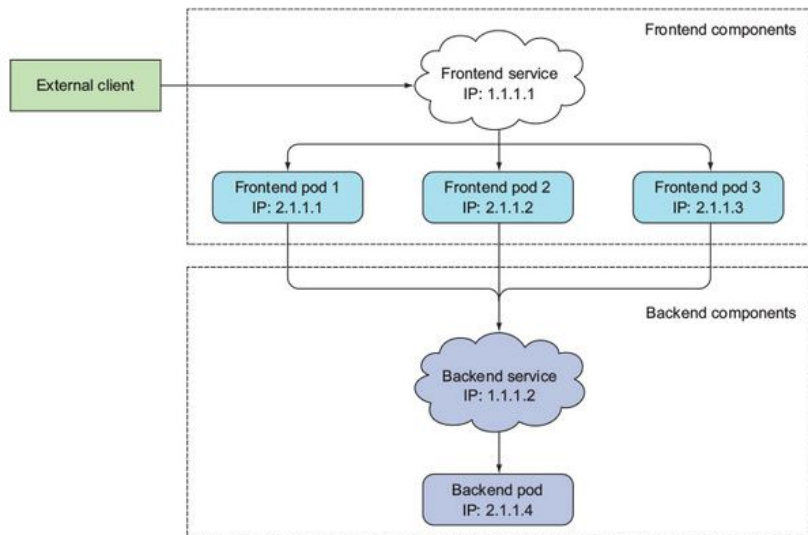 Frontend components
External client
Frontend service
IP: 1.1.1.1
Frontend pod 1
IP: 2.1.1.1
Frontend pod 2
IP: 2.1.1.2
Frontend pod 3
IP: 2.1.1.3
Backend components
Backend service
IP: 1.1.1.2
Backend pod
IP: 2.1.1.4